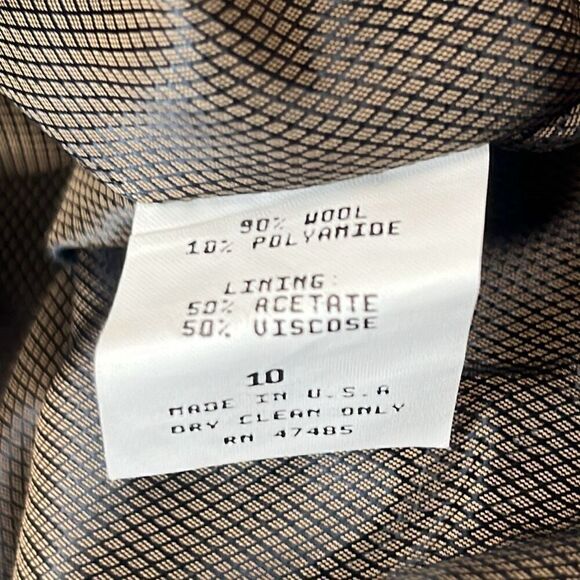 90% WOOL
10% POLYAMIDE
LINING:
50% ACETATE
50% VISCOSE
10
MADE IN U.S.A
DRY CLEAN ONLY
RN 47485